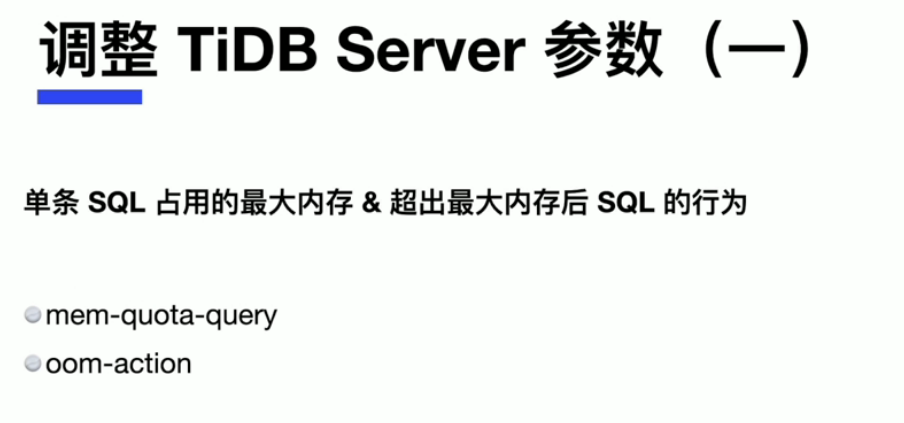 调整 TiDB Server 参数（一）
单条 SQL 占用的最大内存 & 超出最大内存后 SQL 的行为
mem-quota-query
oom-action